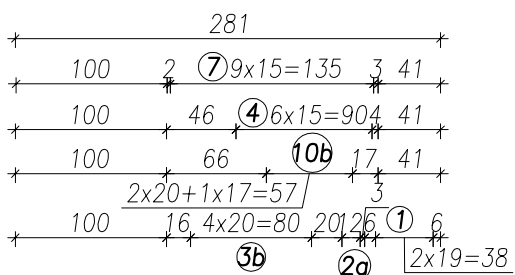 281
100 2 7 9x15=135 3 41
100 46 4 6x15=90 4 41
100 66 10b 17 41
2x20+1x17=57 3
100 16 4x20=80 20 12 6 1 6
3b 2a 2x19=38